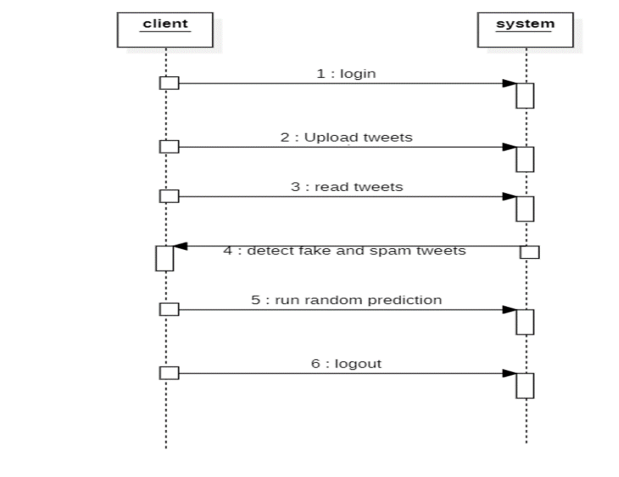 client
system
1 : login
2 : Upload tweets
3 : read tweets
4 : detect fake and spam tweets
5 : run random prediction
6 : logout